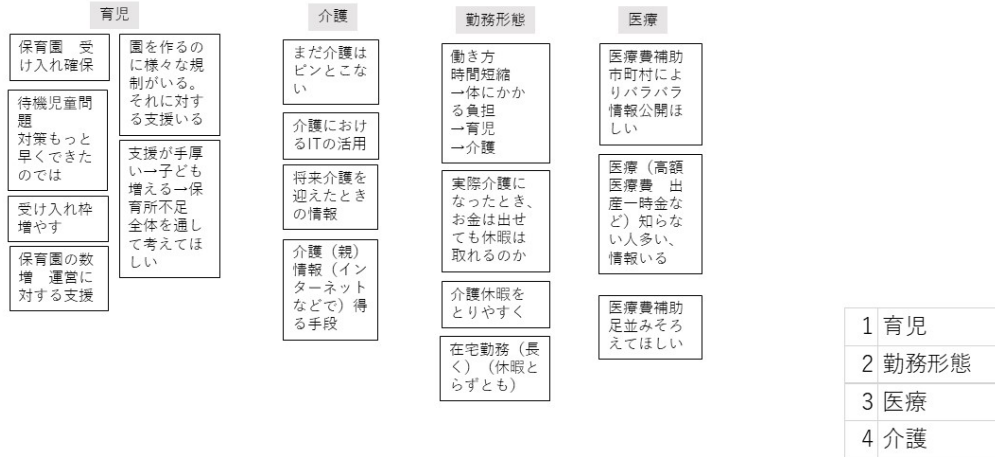 育児
保育園　受
け入れ確保
待機児童問
題
対策もっと
早くできた
のでは
受け入れ枠
増やす
保育園の数
増　運営に
対する支援
園を作るの
に様々な規
制がいる。
それに対す
る支援いる
支援が手厚
い→子ども
増える→保
育所不足
全体を通し
て考えてほ
しい
介護
まだ介護は
ピンとこな
い
介護におけ
るITの活用
将来介護を
迎えたとき
の情報
介護（親）
情報（イン
ターネット
などで）得
る手段
勤務形態
働き方
時間短縮
→体にかか
る負担
→育児
→介護
実際介護に
なったとき、
お金は出せ
ても休暇は
取れるのか
介護休暇を
とりやすく
在宅勤務（長
く）（休暇と
らずとも）
医療
医療費補助
市町村によ
りバラバラ
情報公開ほ
しい
医療（高額
医療費　出
産一時金な
ど）知らな
い人多い、
情報いる
医療費補助
足並みそろ
えてほしい
1 育児
2 勤務形態
3 医療
4 介護